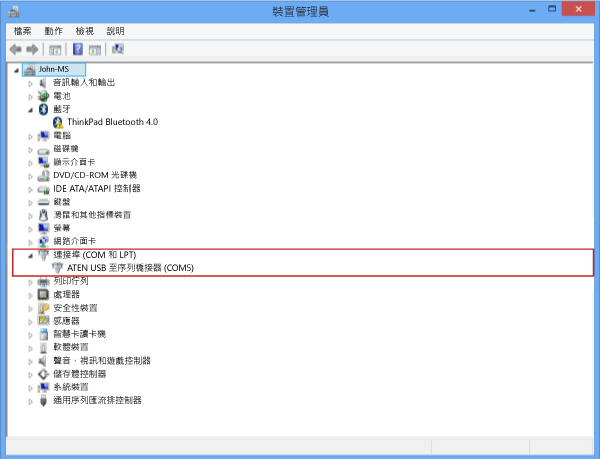 裝置管理員
檔案 動作 檢視 說明
John-MS
音訊輸入和輸出
電池
藍牙
ThinkPad Bluetooth 4.0
電腦
磁碟機
顯示介面卡
DVD/CD-ROM 光碟機
IDE ATA/ATAPI 控制器
鍵盤
滑鼠和其他指標裝置
螢幕
網路介面卡
連接埠 (COM 和 LPT)
ATEN USB 至序列橋接器 (COM5)
列印佇列
處理器
安全性裝置
感應器
智慧卡讀卡機
軟體裝置
聲音、視訊和遊戲控制器
儲存體控制器
系統裝置
通用序列匯流排控制器